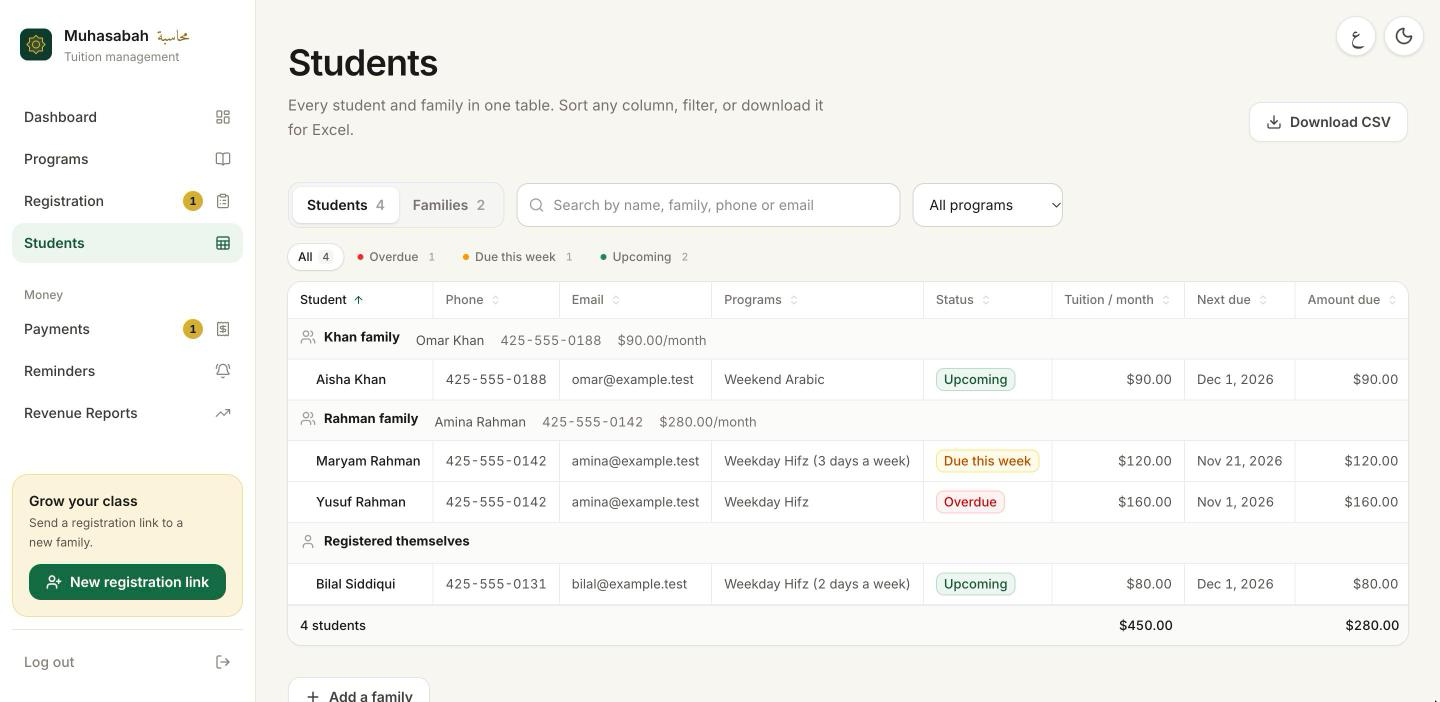 Muhasabah محاسبة
Tuition management
Dashboard
Programs
Registration 1
Students
Money
Payments 1
Reminders
Revenue Reports
Grow your class
Send a registration link to a
new family.
New registration link
Log out
ع
Students
Every student and family in one table. Sort any column, filter, or download it
for Excel.
Download CSV
Students 4 Families 2 Search by name, family, phone or email All programs
All 4 Overdue 1 Due this week 1 Upcoming 2
Student Phone Email Programs Status Tuition / month Next due Amount due
Khan family Omar Khan 425-555-0188 $90.00/month
Aisha Khan 425-555-0188 omar@example.test Weekend Arabic Upcoming $90.00 Dec 1, 2026 $90.00
Rahman family Amina Rahman 425-555-0142 $280.00/month
Maryam Rahman 425-555-0142 amina@example.test Weekday Hifz (3 days a week) Due this week $120.00 Nov 21, 2026 $120.00
Yusuf Rahman 425-555-0142 amina@example.test Weekday Hifz Overdue $160.00 Nov 1, 2026 $160.00
Registered themselves
Bilal Siddiqui 425-555-0131 bilal@example.test Weekday Hifz (2 days a week) Upcoming $80.00 Dec 1, 2026 $80.00
4 students $450.00 $280.00
Add a family